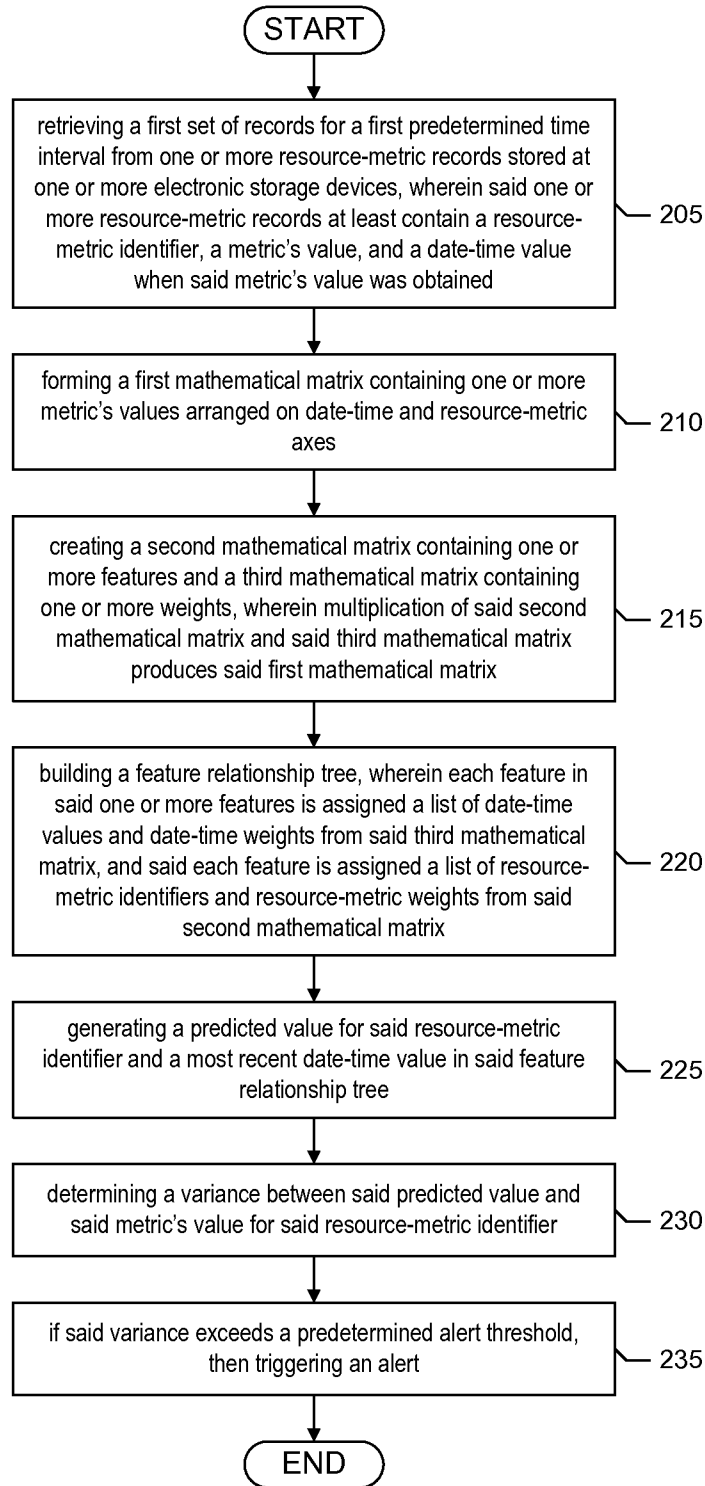 START
retrieving a first set of records for a first predetermined time
interval from one or more resource-metric records stored at
one or more electronic storage devices, wherein said one or
more resource-metric records at least contain a resource-
metric identifier, a metric's value, and a date-time value
when said metric's value was obtained
205
forming a first mathematical matrix containing one or more
metric's values arranged on date-time and resource-metric
axes
210
creating a second mathematical matrix containing one or
more features and a third mathematical matrix containing
one or more weights, wherein multiplication of said second
mathematical matrix and said third mathematical matrix
produces said first mathematical matrix
215
building a feature relationship tree, wherein each feature in
said one or more features is assigned a list of date-time
values and date-time weights from said third mathematical
matrix, and said each feature is assigned a list of resource-
metric identifiers and resource-metric weights from said
second mathematical matrix
220
generating a predicted value for said resource-metric
identifier and a most recent date-time value in said feature
relationship tree
225
determining a variance between said predicted value and
said metric's value for said resource-metric identifier
230
if said variance exceeds a predetermined alert threshold,
then triggering an alert
235
END